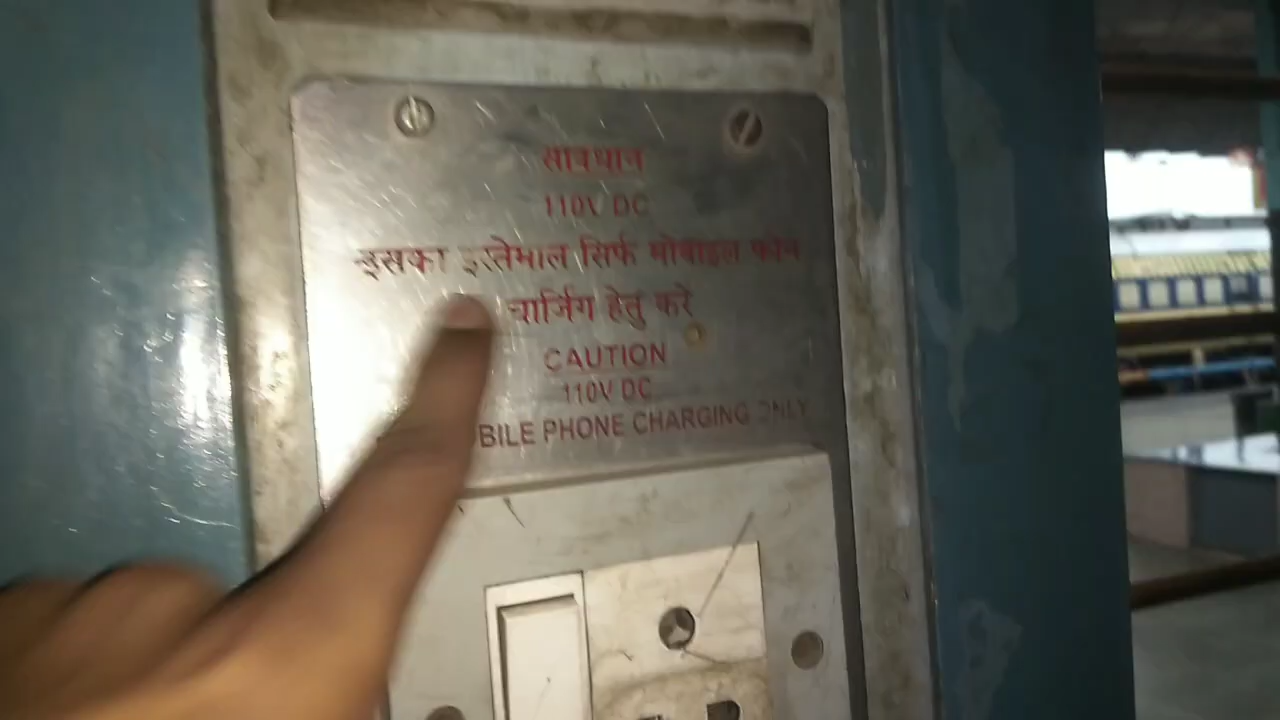 सावधान
110V DC
इसका इस्तेमाल सिर्फ मोबाइल फोन
चार्जिंग हेतु करे
CAUTION
110V DC
PHONE CHARGING ONLY